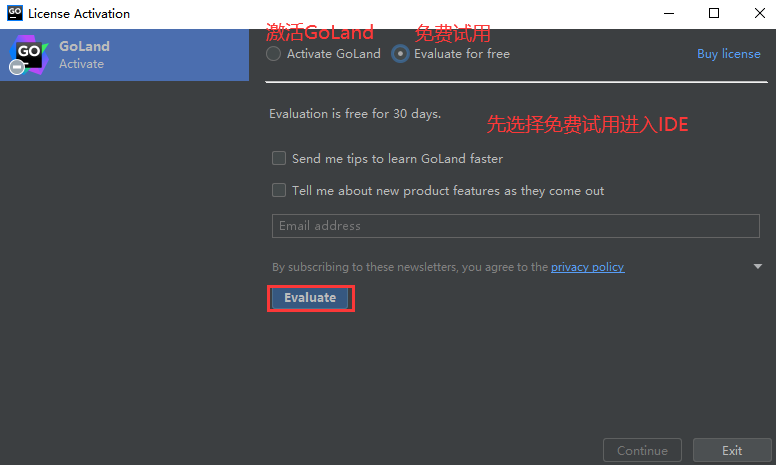 License Activation
GoLand
Activate
激活GoLand
免费试用
Activate GoLand
Evaluate for free
Buy license
Evaluation is free for 30 days.
先选择免费试用进入IDE
Send me tips to learn GoLand faster
Tell me about new product features as they come out
Email address
By subscribing to these newsletters, you agree to the privacy policy
Evaluate
Continue
Exit